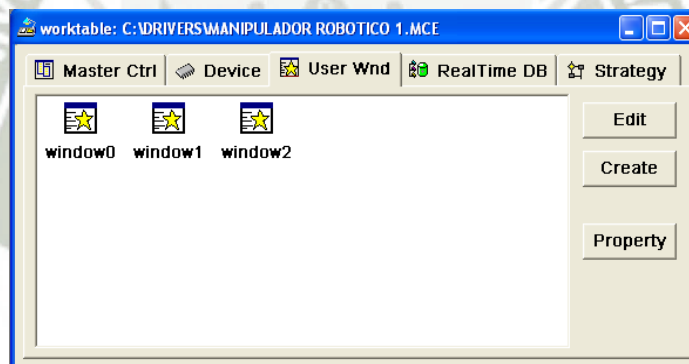 worktable: C:\DRIVERS\MANIPULADOR ROBOTICO 1.MCE
Master Ctrl Device User Wnd RealTime DB Strategy
window0 window1 window2
Edit
Create
Property